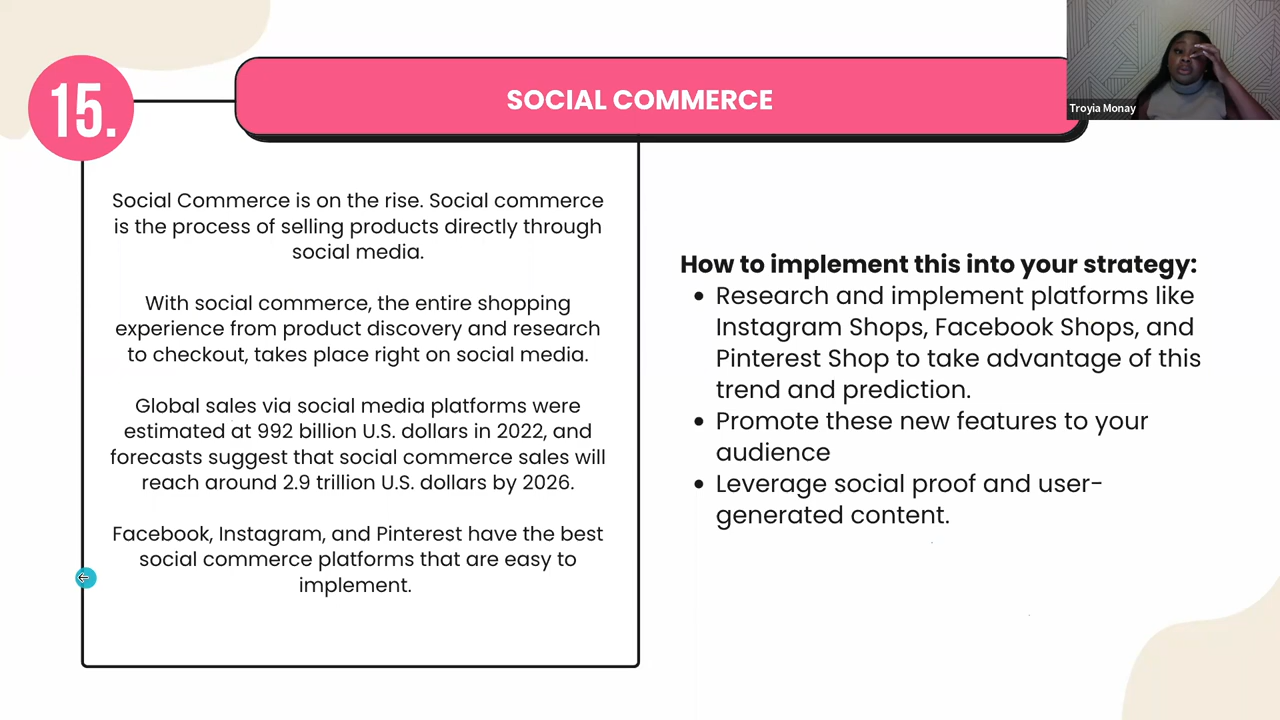 15.
SOCIAL COMMERCE
Troyia Monay
Social Commerce is on the rise. Social commerce
is the process of selling products directly through
social media.
With social commerce, the entire shopping
experience from product discovery and research
to checkout, takes place right on social media.
Global sales via social media platforms were
estimated at 992 billion U.S. dollars in 2022, and
forecasts suggest that social commerce sales will
reach around 2.9 trillion U.S. dollars by 2026.
Facebook, Instagram, and Pinterest have the best
social commerce platforms that are easy to
implement.
How to implement this into your strategy:
• Research and implement platforms like
Instagram Shops, Facebook Shops, and
Pinterest Shop to take advantage of this
trend and prediction.
• Promote these new features to your
audience
• Leverage social proof and user-
generated content.